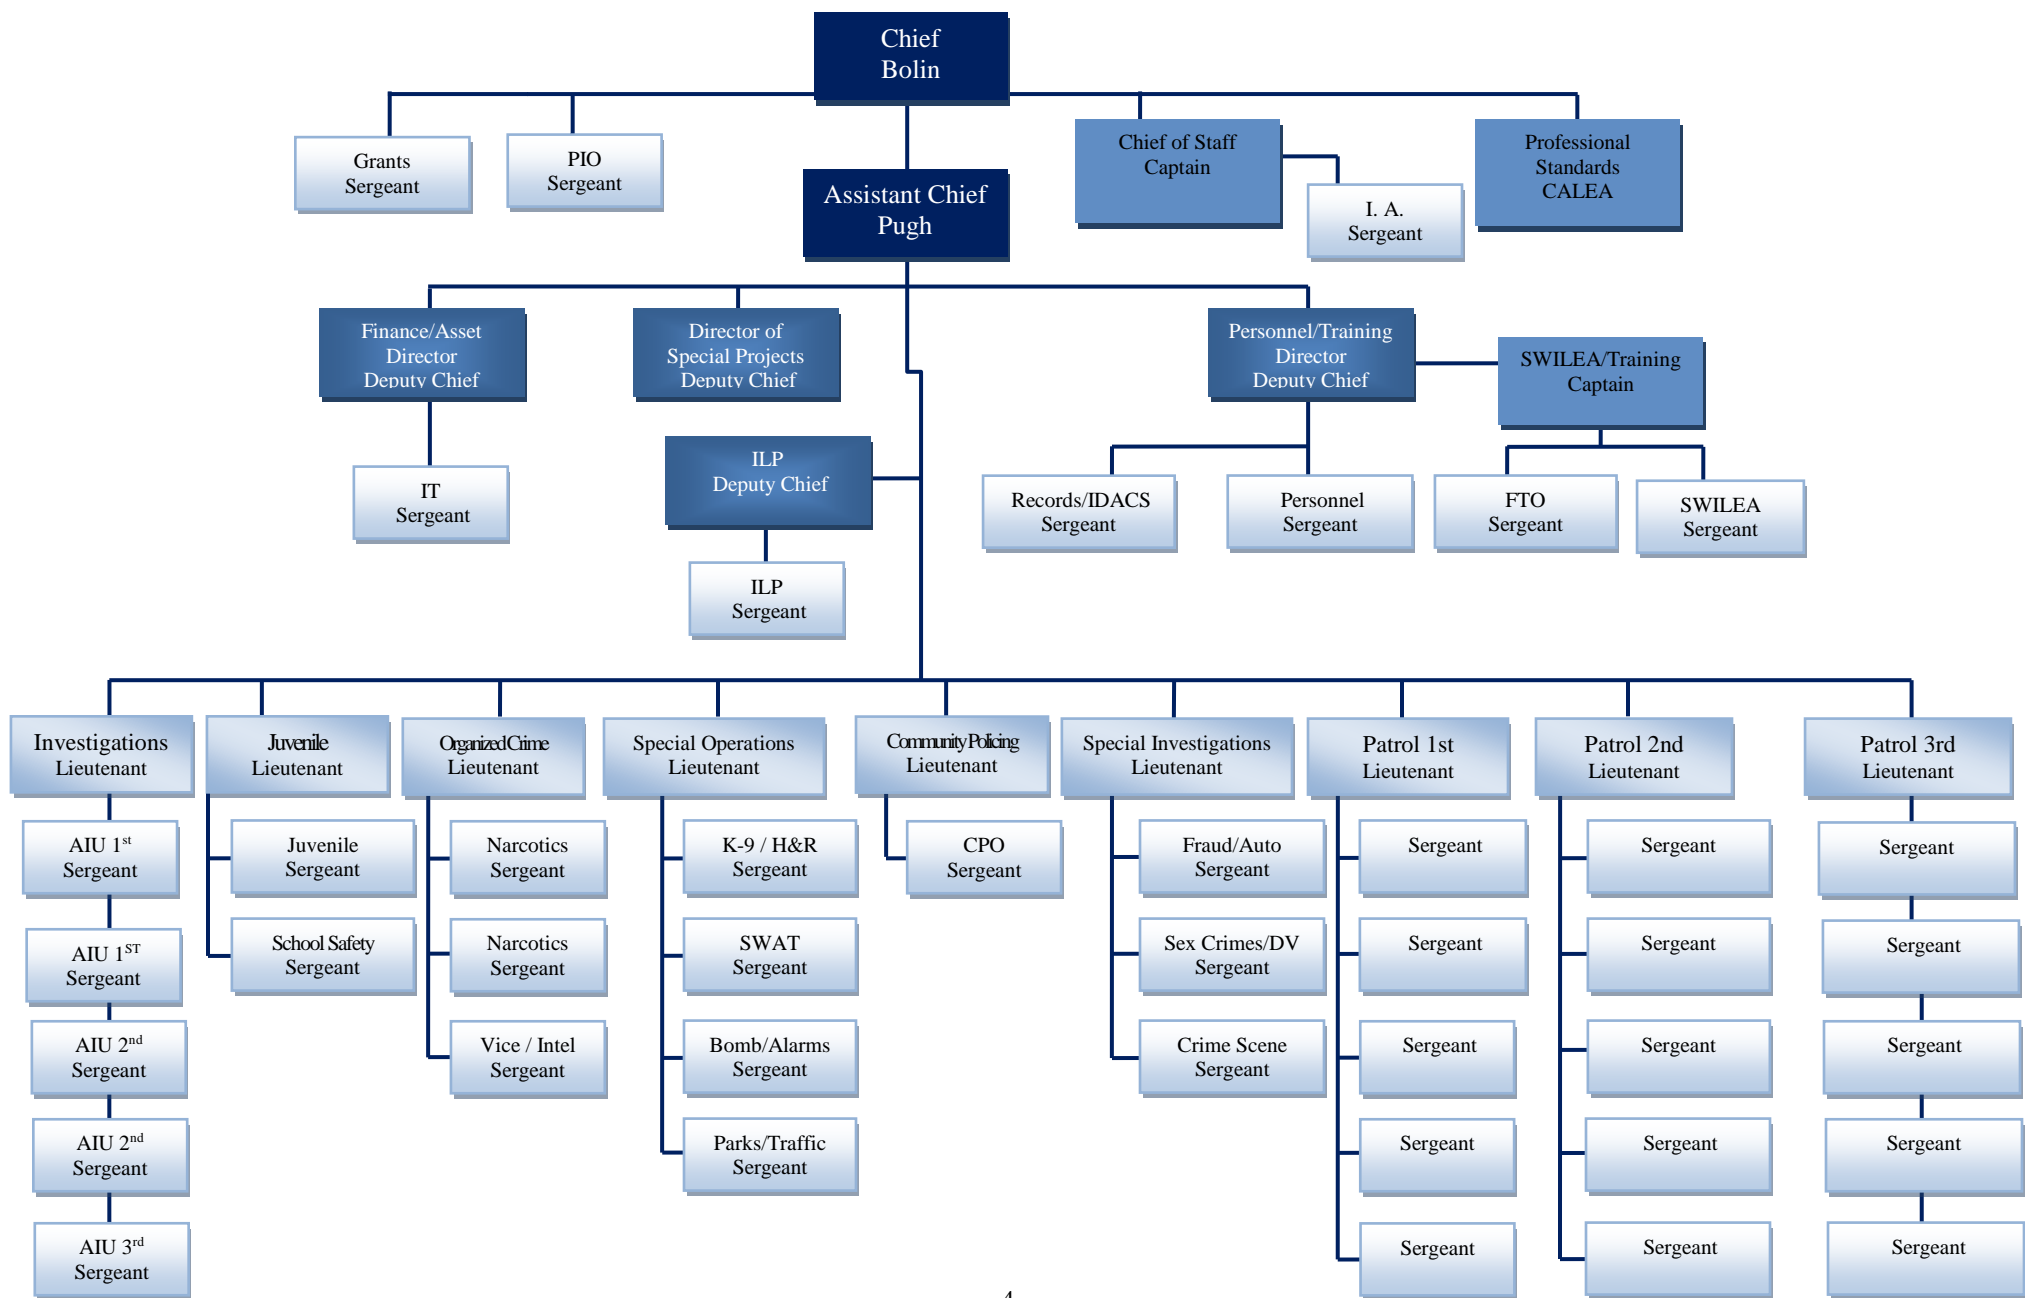 Chief
Bolin
Grants
Sergeant
PIO
Sergeant
Chief of Staff
Captain
I. A.
Sergeant
Professional
Standards
CALEA
Assistant Chief
Pugh
Finance/Asset
Director
Deputy Chief
Director of
Special Projects
Deputy Chief
Personnel/Training
Director
Deputy Chief
SWILEA/Training
Captain
IT
Sergeant
ILP
Deputy Chief
Records/IDACS
Sergeant
Personnel
Sergeant
FTO
Sergeant
SWILEA
Sergeant
ILP
Sergeant
Investigations
Lieutenant
Juvenile
Lieutenant
Organized Crime
Lieutenant
Special Operations
Lieutenant
Community Policing
Lieutenant
Special Investigations
Lieutenant
Patrol 1st
Lieutenant
Patrol 2nd
Lieutenant
Patrol 3rd
Lieutenant
AIU 1st
Sergeant
Juvenile
Sergeant
Narcotics
Sergeant
K-9 / H&R
Sergeant
CPO
Sergeant
Fraud/Auto
Sergeant
Sergeant
Sergeant
Sergeant
AIU 1ST
Sergeant
School Safety
Sergeant
Narcotics
Sergeant
SWAT
Sergeant
Sex Crimes/DV
Sergeant
Sergeant
Sergeant
Sergeant
AIU 2nd
Sergeant
Vice / Intel
Sergeant
Bomb/Alarms
Sergeant
Crime Scene
Sergeant
Sergeant
Sergeant
Sergeant
AIU 2nd
Sergeant
Parks/Traffic
Sergeant
Sergeant
Sergeant
Sergeant
AIU 3rd
Sergeant
Sergeant
Sergeant
Sergeant
4